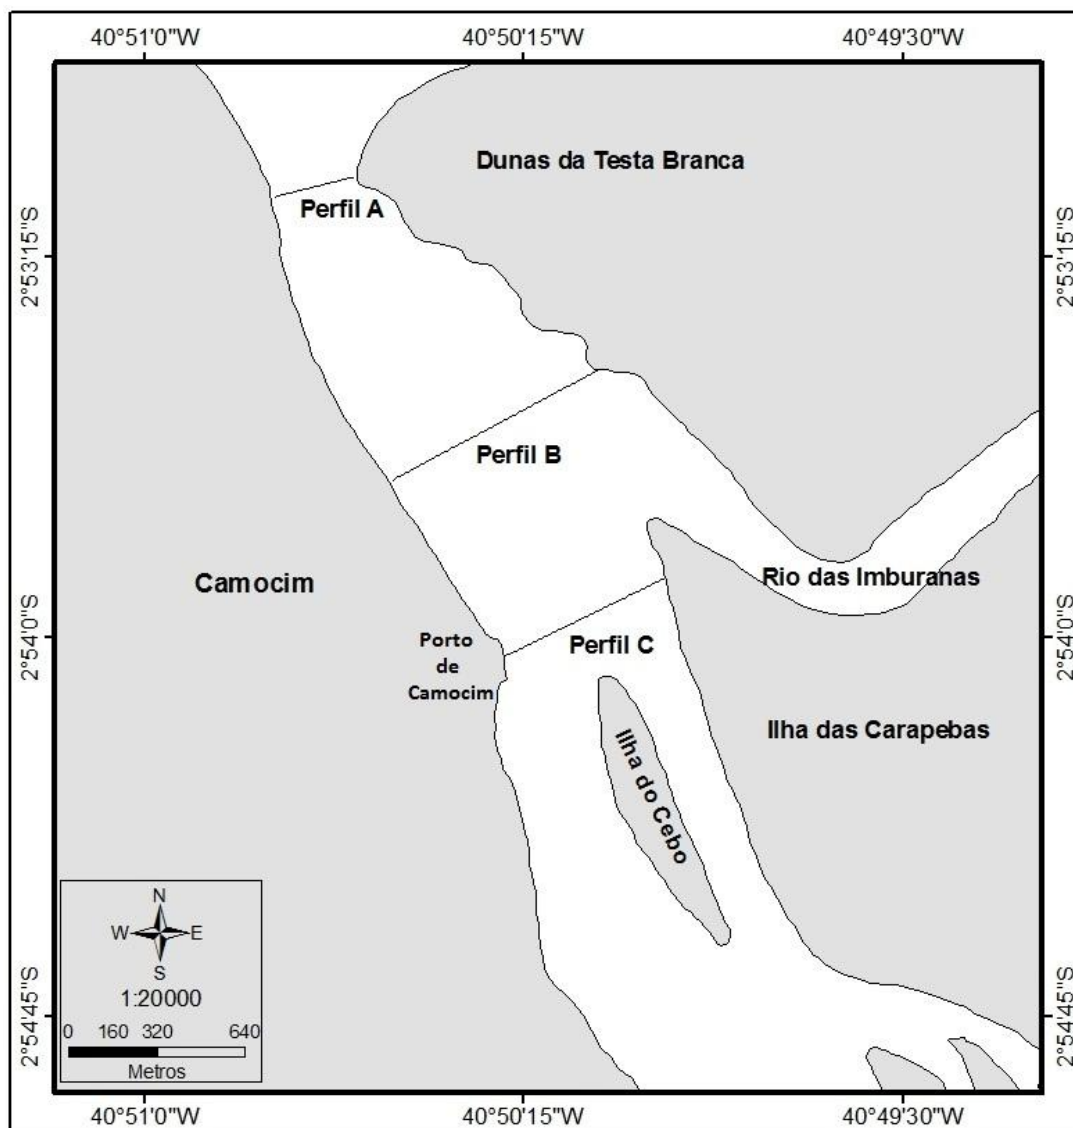 40°51'0"W 40°50'15"W 40°49'30"W
Dunas da Testa Branca
Perfil A
2°53'15"S 2°53'15"S
Perfil B
Camocim
Rio das Imburanas
2°54'0"S 2°54'0"S
Porto
de
Camocim
Perfil C
Ilha das Carapebas
Ilha do Cebo
N
W E
S
1:20000
0 160 320 640
Metros
2°54'45"S 2°54'45"S
40°51'0"W 40°50'15"W 40°49'30"W